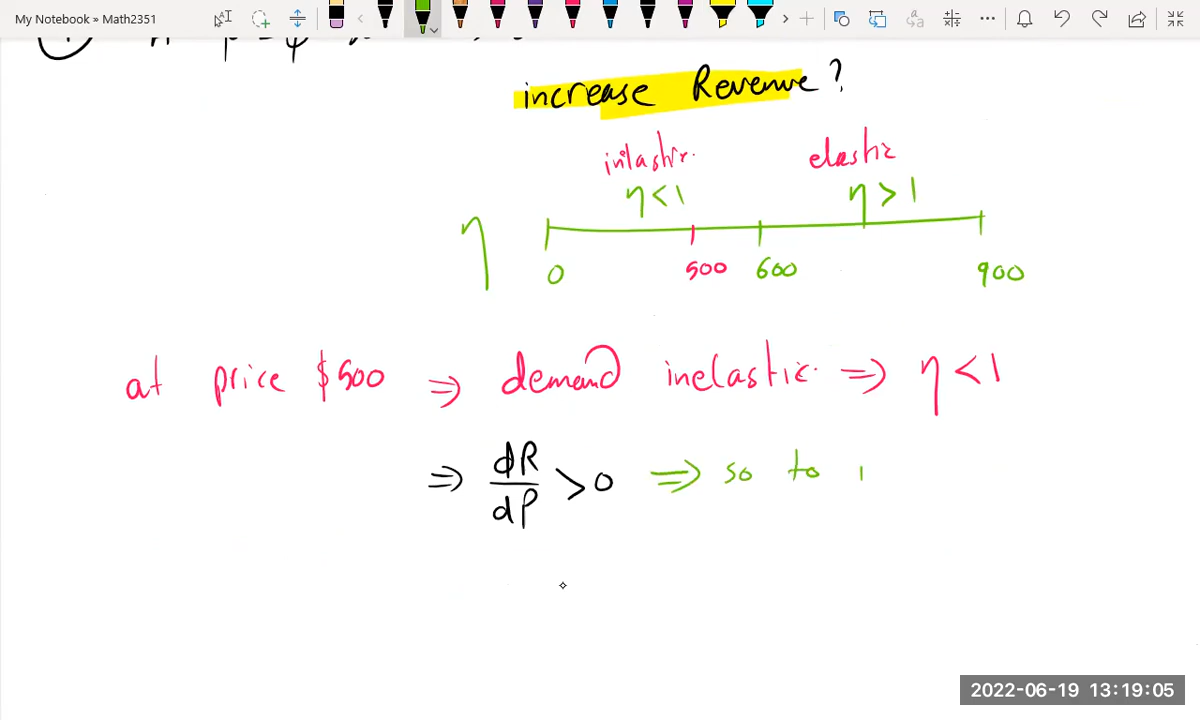 My Notebook » Math2351
increase Revenue?
elastic
η < 1 η > 1
η
0 500 600 900
at price $500 ⇒ demand inelastic. ⇒ η < 1
⇒ dR/dP > 0 ⇒ so to
2022-06-19 13:19:05